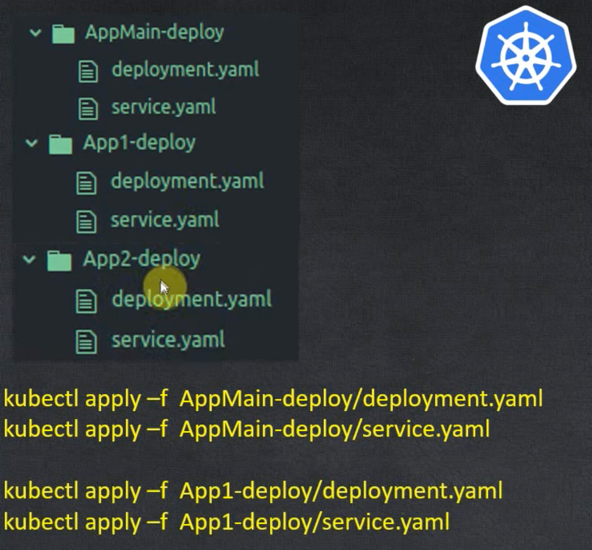 AppMain-deploy
deployment.yaml
service.yaml
App1-deploy
deployment.yaml
service.yaml
App2-deploy
deployment.yaml
service.yaml
kubectl apply –f  AppMain-deploy/deployment.yaml
kubectl apply –f  AppMain-deploy/service.yaml
kubectl apply –f  App1-deploy/deployment.yaml
kubectl apply –f  App1-deploy/service.yaml